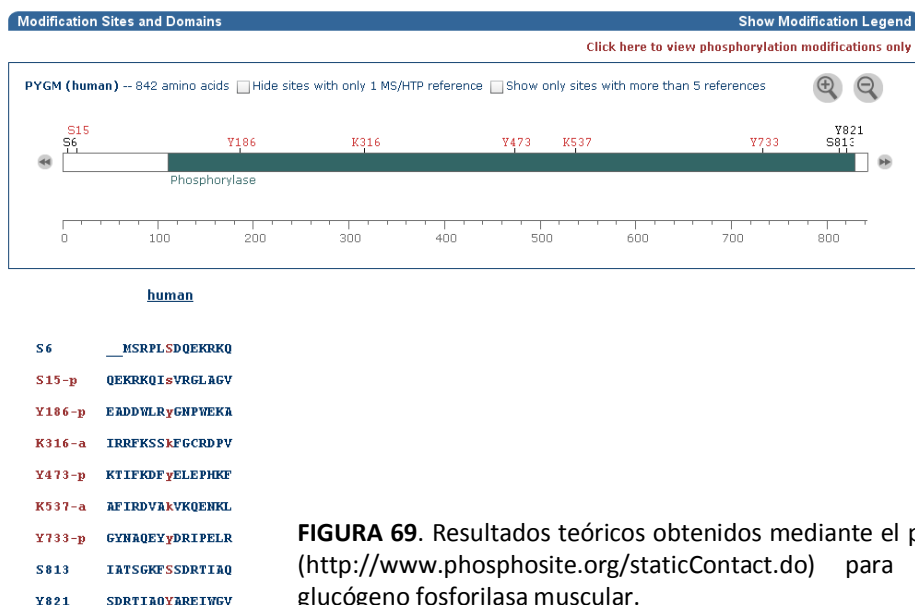 Modification Sites and Domains Show Modification Legend
Click here to view phosphorylation modifications only
PYGM (human) -- 842 amino acids Hide sites with only 1 MS/HTP reference Show only sites with more than 5 references
S15 Y821
S6 Y186 K316 Y473 K537 Y733 S813
Phosphorylase
0 100 200 300 400 500 600 700 800
human
S6 __MSRPLSDQEKRKQ
S15-p QEKRKQIsVRGLAGV
Y186-p EADDWLRyGNPWEKA
K316-a IRRFKSSkFGCRDPV
Y473-p KTIFKDFyELEPHKF
K537-a AFIRDVAkVKQENKL
Y733-p GYNAQEYyDRIPELR
S813 IATSGKFSSDRTIAQ
Y821 SDRTIAQYAREIWGV
FIGURA 69. Resultados teóricos obtenidos mediante el
(http://www.phosphosite.org/staticContact.do) para
glucógeno fosforilasa muscular.